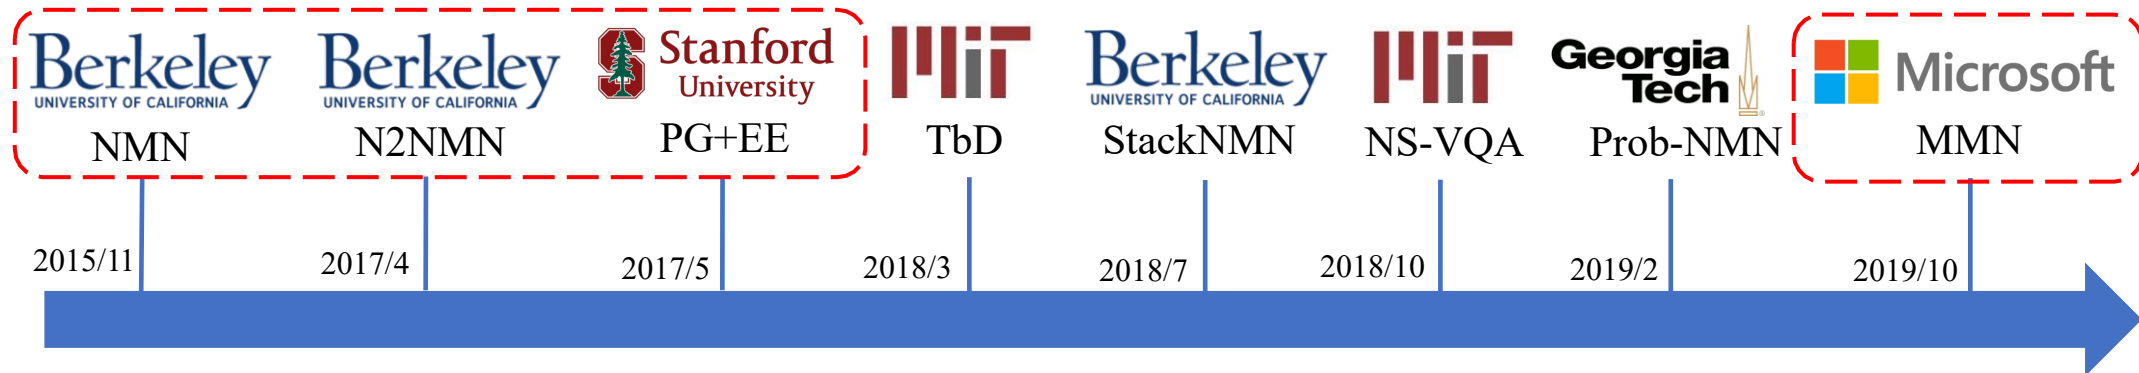 Berkeley
UNIVERSITY OF CALIFORNIA
NMN
Berkeley
UNIVERSITY OF CALIFORNIA
N2NMN
S
Stanford
University
PG+EE
MIT
TbD
Berkeley
UNIVERSITY OF CALIFORNIA
StackNMN
MIT
NS-VQA
Georgia
Tech
®
Prob-NMN
Microsoft
MMN
2015/11
2017/4
2017/5
2018/3
2018/7
2018/10
2019/2
2019/10